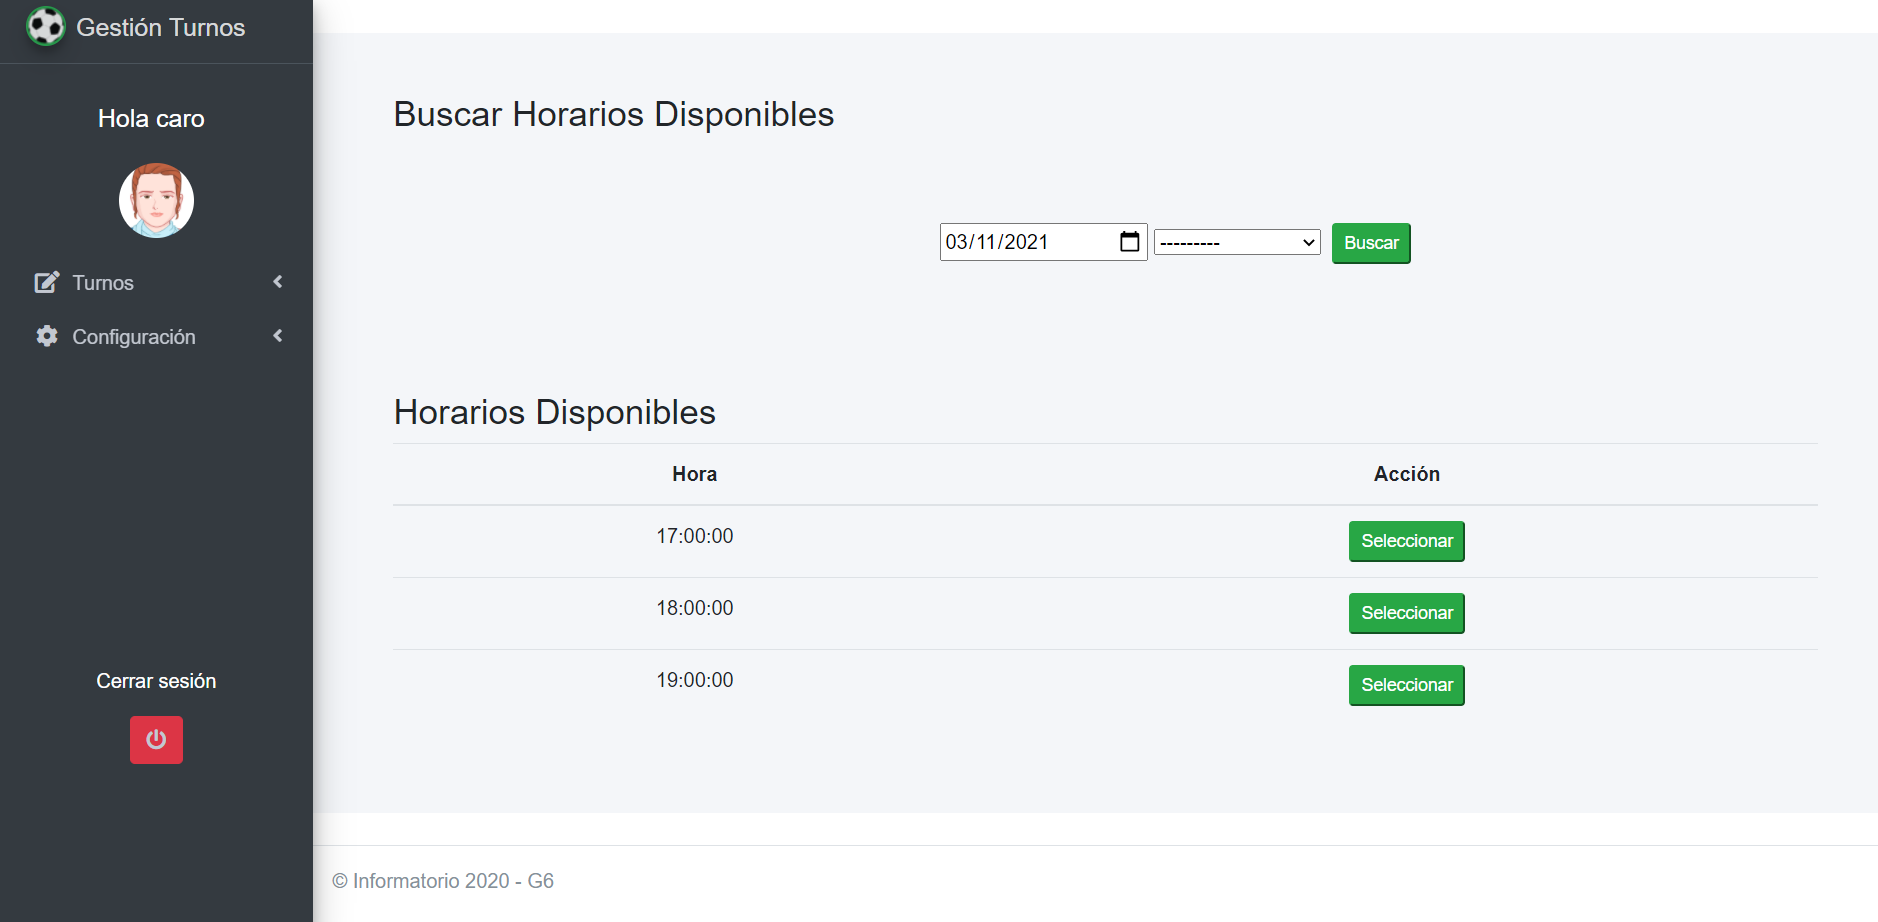 Gestión Turnos
Hola caro
Turnos
Configuración
Cerrar sesión
Buscar Horarios Disponibles
03/11/2021 --------- Buscar
Horarios Disponibles
Hora Acción
17:00:00 Seleccionar
18:00:00 Seleccionar
19:00:00 Seleccionar
© Informatorio 2020 - G6